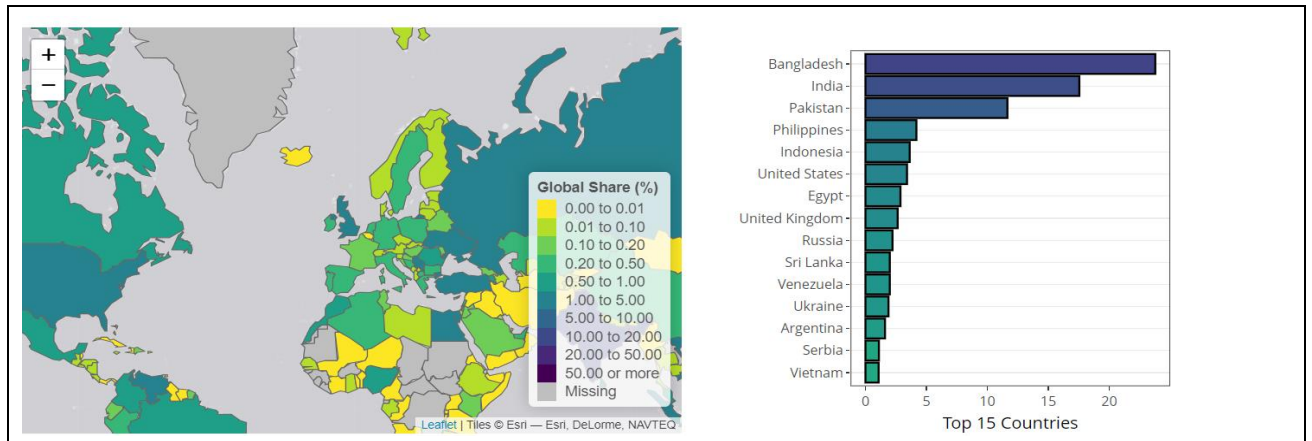 +
−
Global Share (%)
0.00 to 0.01
0.01 to 0.10
0.10 to 0.20
0.20 to 0.50
0.50 to 1.00
1.00 to 5.00
5.00 to 10.00
10.00 to 20.00
20.00 to 50.00
50.00 or more
Missing
Leaflet | Tiles © Esri — Esri, DeLorme, NAVTEQ
Bangladesh
India
Pakistan
Philippines
Indonesia
United States
Egypt
United Kingdom
Russia
Sri Lanka
Venezuela
Ukraine
Argentina
Serbia
Vietnam
0 5 10 15 20
Top 15 Countries